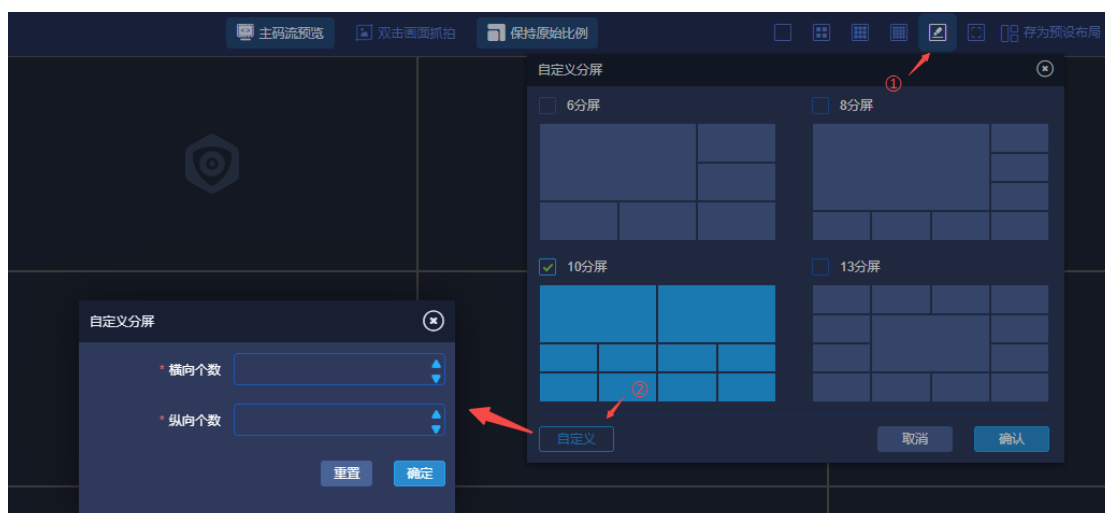 主码流预览 双击画面抓拍 保持原始比例 存为预设布局
自定义分屏
①
6分屏 8分屏
10分屏 13分屏
②
自定义 取消 确认
自定义分屏
* 横向个数
* 纵向个数
重置 确定